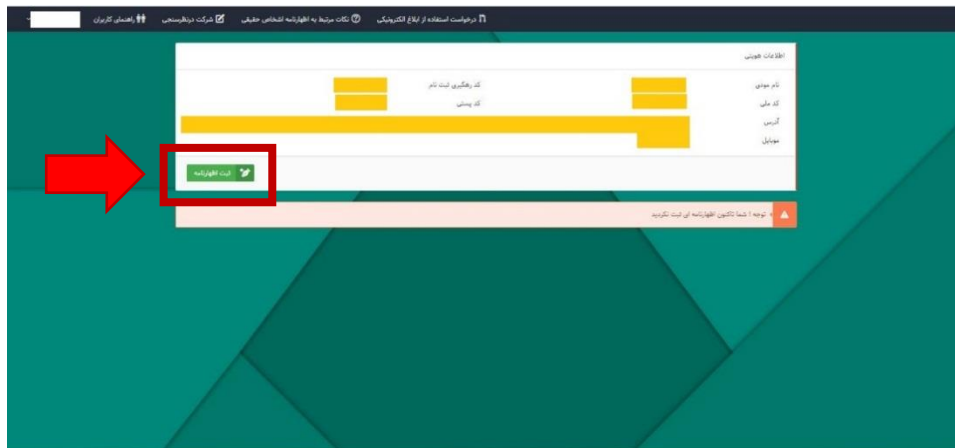 درخواست استفاده از ابلاغ الکترونیکی نکات مرتبط به اظهارنامه اشخاص حقیقی شرکت درنظرسنجی راهنمای کاربران
اطلاعات هویتی
نام مودی کد رهگیری ثبت نام
کد ملی کد پستی
آدرس
موبایل
ثبت اظهارنامه
توجه ! شما تاکنون اظهارنامه ای ثبت نکردید